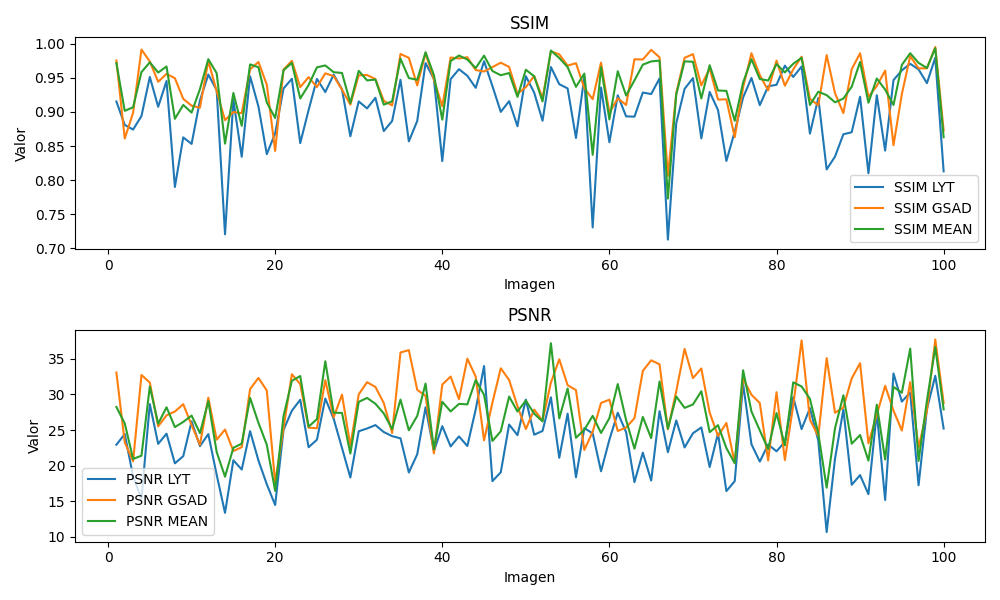 SSIM
1.00
0.95
0.90
0.85
0.80
0.75
0.70
Valor
SSIM LYT
SSIM GSAD
SSIM MEAN
0 20 40 60 80 100
Imagen
PSNR
35
30
25
20
15
10
Valor
PSNR LYT
PSNR GSAD
PSNR MEAN
0 20 40 60 80 100
Imagen